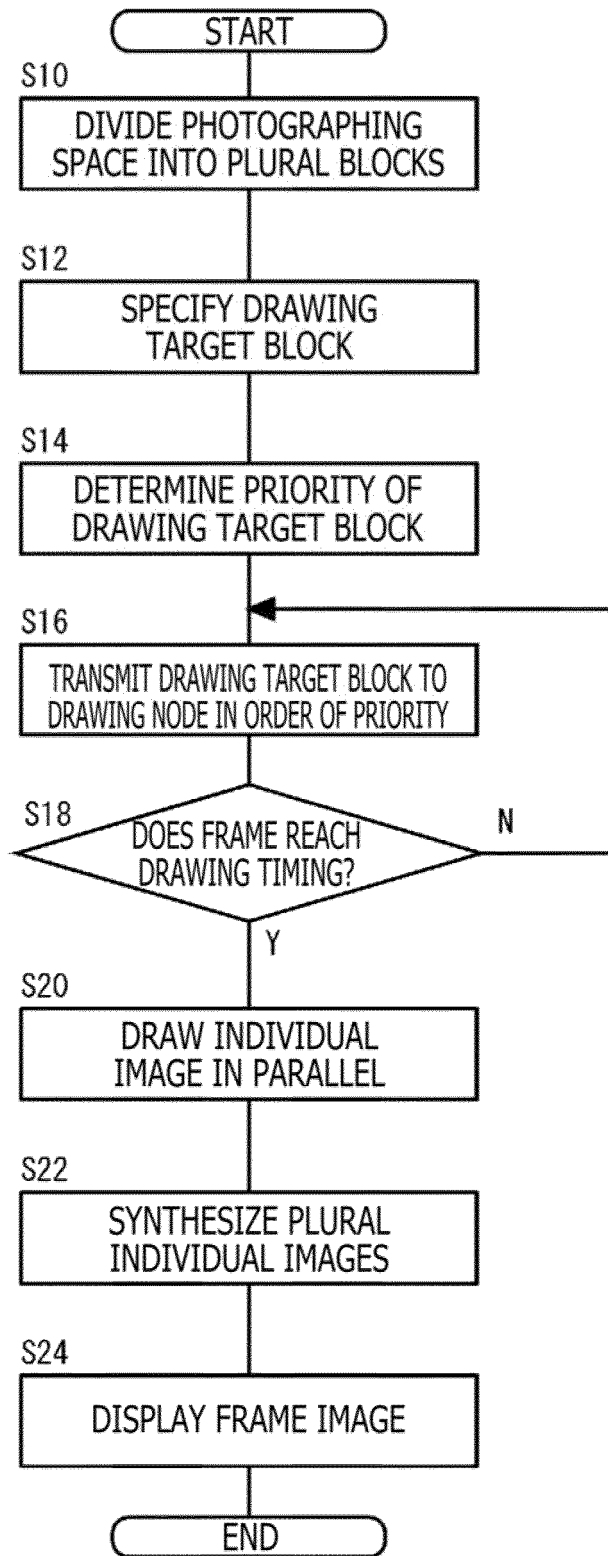 START
S10
DIVIDE PHOTOGRAPHING
SPACE INTO PLURAL BLOCKS
S12
SPECIFY DRAWING
TARGET BLOCK
S14
DETERMINE PRIORITY OF
DRAWING TARGET BLOCK
S16
TRANSMIT DRAWING TARGET BLOCK TO
DRAWING NODE IN ORDER OF PRIORITY
S18
DOES FRAME REACH
DRAWING TIMING?
N
Y
S20
DRAW INDIVIDUAL
IMAGE IN PARALLEL
S22
SYNTHESIZE PLURAL
INDIVIDUAL IMAGES
S24
DISPLAY FRAME IMAGE
END